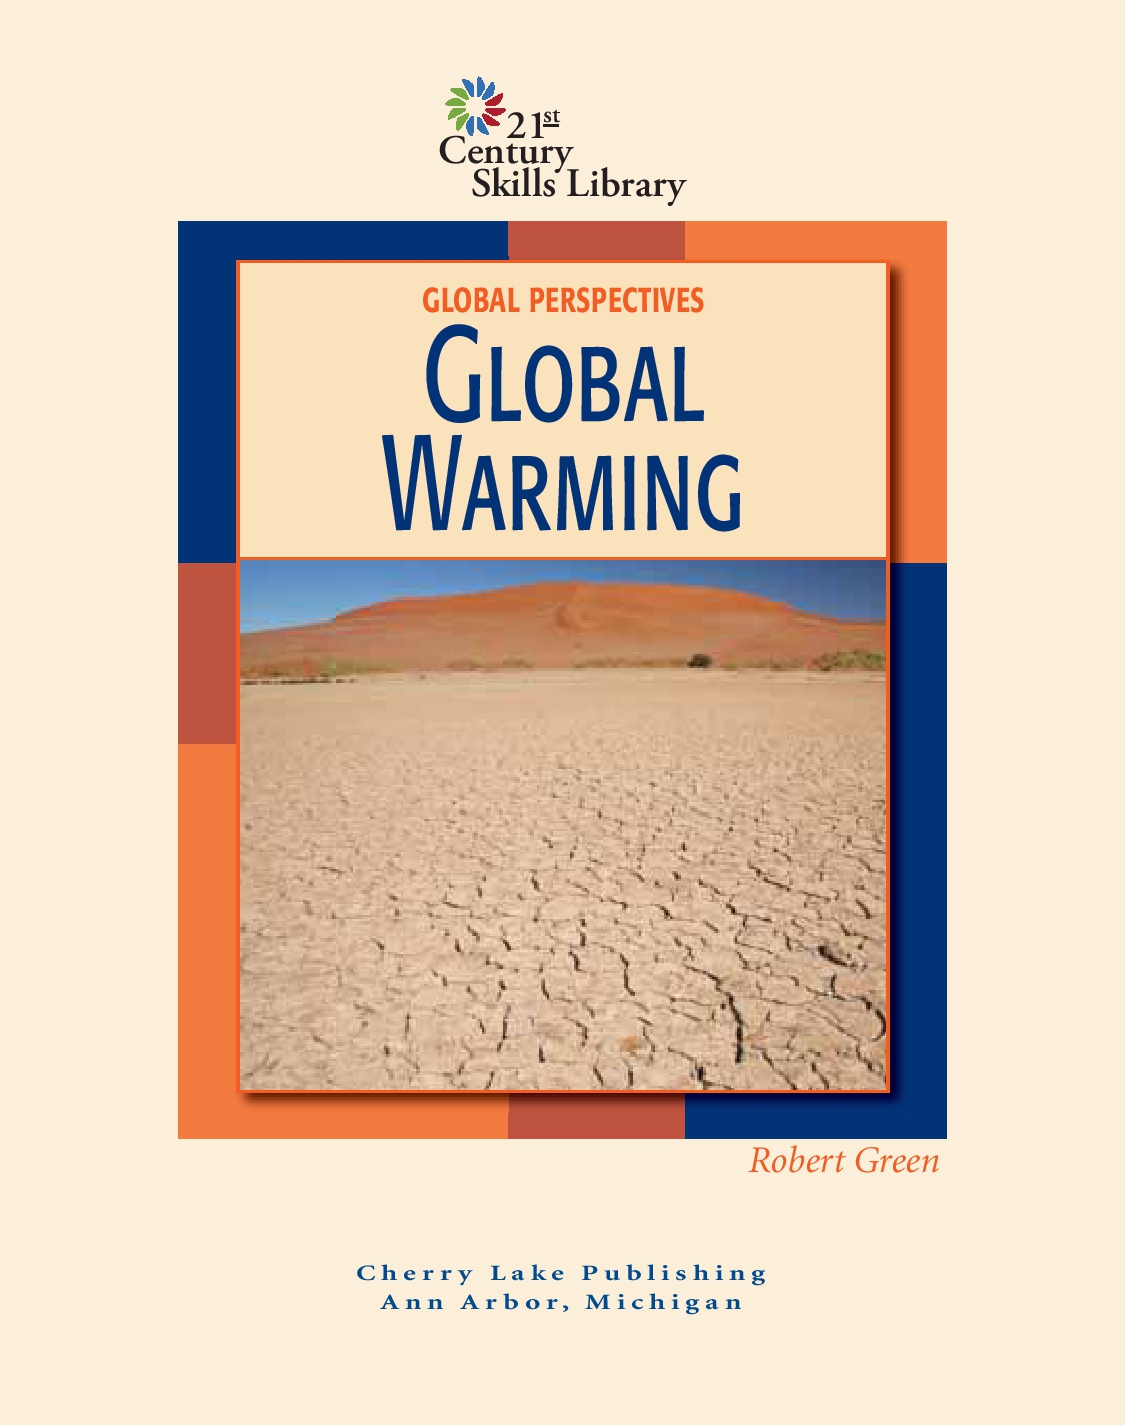 21st
Century
Skills Library
GLOBAL PERSPECTIVES
GLOBAL
WARMING
Robert Green
Cherry Lake Publishing
Ann Arbor, Michigan